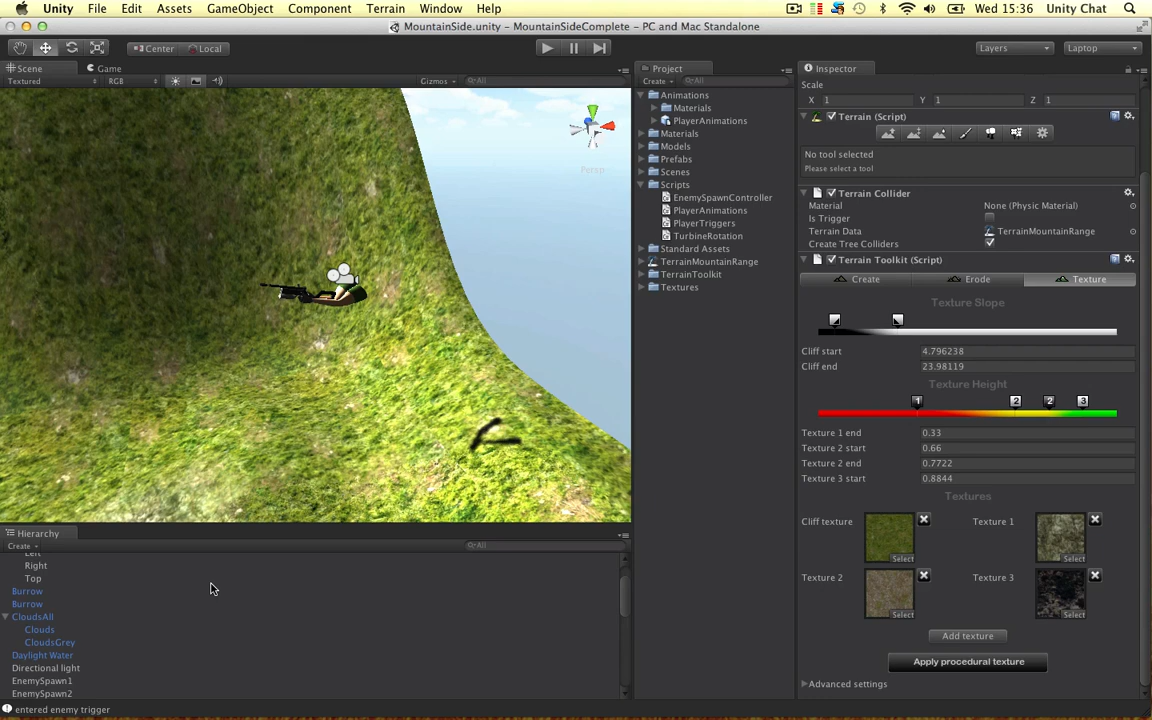 Unity File Edit Assets GameObject Component Terrain Window Help Wed 15:36 Unity Chat
MountainSide.unity - MountainSideComplete - PC and Mac Standalone
Center Local Layers Laptop
Scene Game
Textured RGB Gizmos All
Persp
Project
Create All
Animations
Materials
PlayerAnimations
Materials
Models
Prefabs
Scenes
Scripts
EnemySpawnController
PlayerAnimations
PlayerTriggers
TurbineRotation
Standard Assets
TerrainMountainRange
TerrainToolkit
Textures
Inspector
Scale
X 1 Y 1 Z 1
Terrain (Script)
No tool selected
Please select a tool
Terrain Collider
Material None (Physic Material)
Is Trigger
Terrain Data TerrainMountainRange
Create Tree Colliders
Terrain Toolkit (Script)
Create Erode Texture
Texture Slope
Cliff start 4.796238
Cliff end 23.98119
Texture Height
1 2 2 3
Texture 1 end 0.33
Texture 2 start 0.66
Texture 2 end 0.7722
Texture 3 start 0.8844
Textures
Cliff texture Select Texture 1 Select
Texture 2 Select Texture 3 Select
Add texture
Apply procedural texture
Advanced settings
Hierarchy
Create All
Left
Right
Top
Burrow
Burrow
CloudsAll
Clouds
CloudsGrey
Daylight Water
Directional light
EnemySpawn1
EnemySpawn2
entered enemy trigger